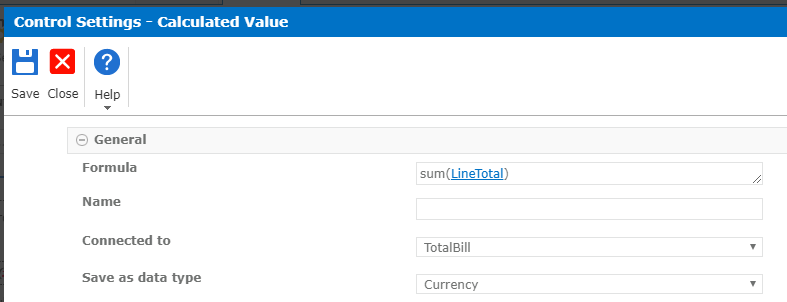 Control Settings - Calculated Value
Save Close Help
General
Formula sum(LineTotal)
Name
Connected to TotalBill
Save as data type Currency